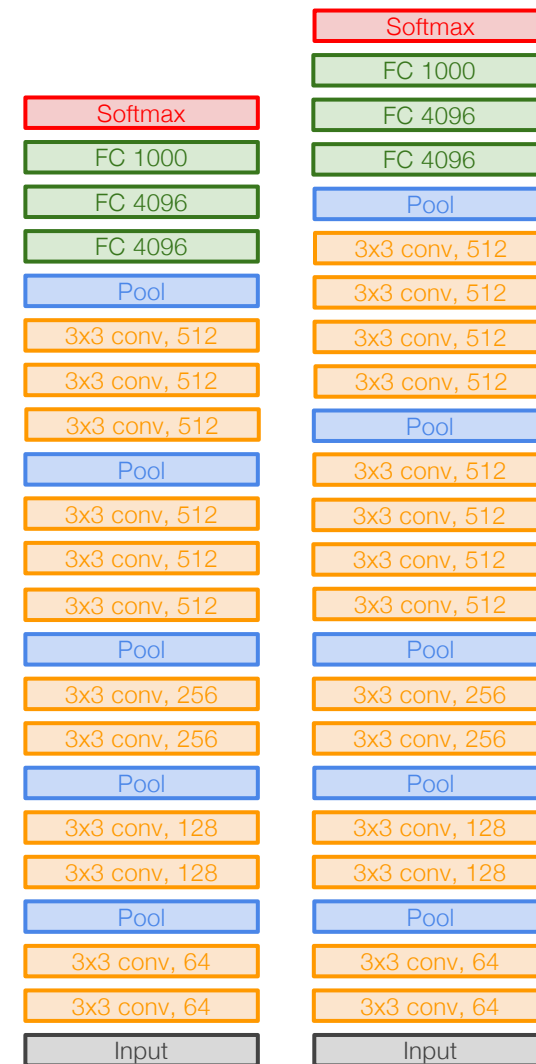 Softmax
FC 1000
FC 4096
FC 4096
Pool
3x3 conv, 512
3x3 conv, 512
3x3 conv, 512
Pool
3x3 conv, 512
3x3 conv, 512
3x3 conv, 512
Pool
3x3 conv, 256
3x3 conv, 256
Pool
3x3 conv, 128
3x3 conv, 128
Pool
3x3 conv, 64
3x3 conv, 64
Input
Softmax
FC 1000
FC 4096
FC 4096
Pool
3x3 conv, 512
3x3 conv, 512
3x3 conv, 512
3x3 conv, 512
Pool
3x3 conv, 512
3x3 conv, 512
3x3 conv, 512
3x3 conv, 512
Pool
3x3 conv, 256
3x3 conv, 256
Pool
3x3 conv, 128
3x3 conv, 128
Pool
3x3 conv, 64
3x3 conv, 64
Input